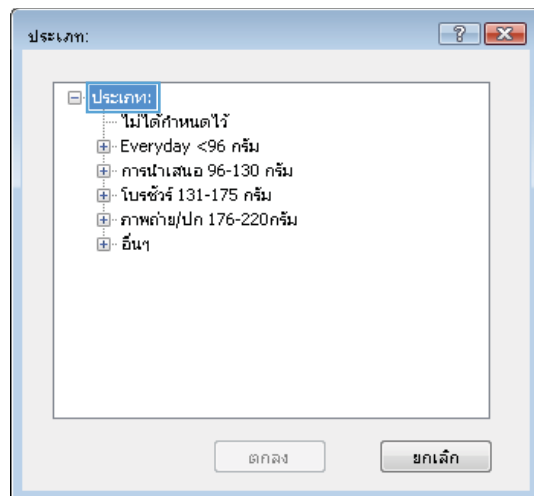 ประเภท:
ประเภท:
ไม่ได้กำหนดไว้
Everyday <96 กรัม
การนำเสนอ 96-130 กรัม
โบรชัวร์ 131-175 กรัม
ภาพถ่าย/ปก 176-220กรัม
อื่นๆ
ตกลง
ยกเลิก